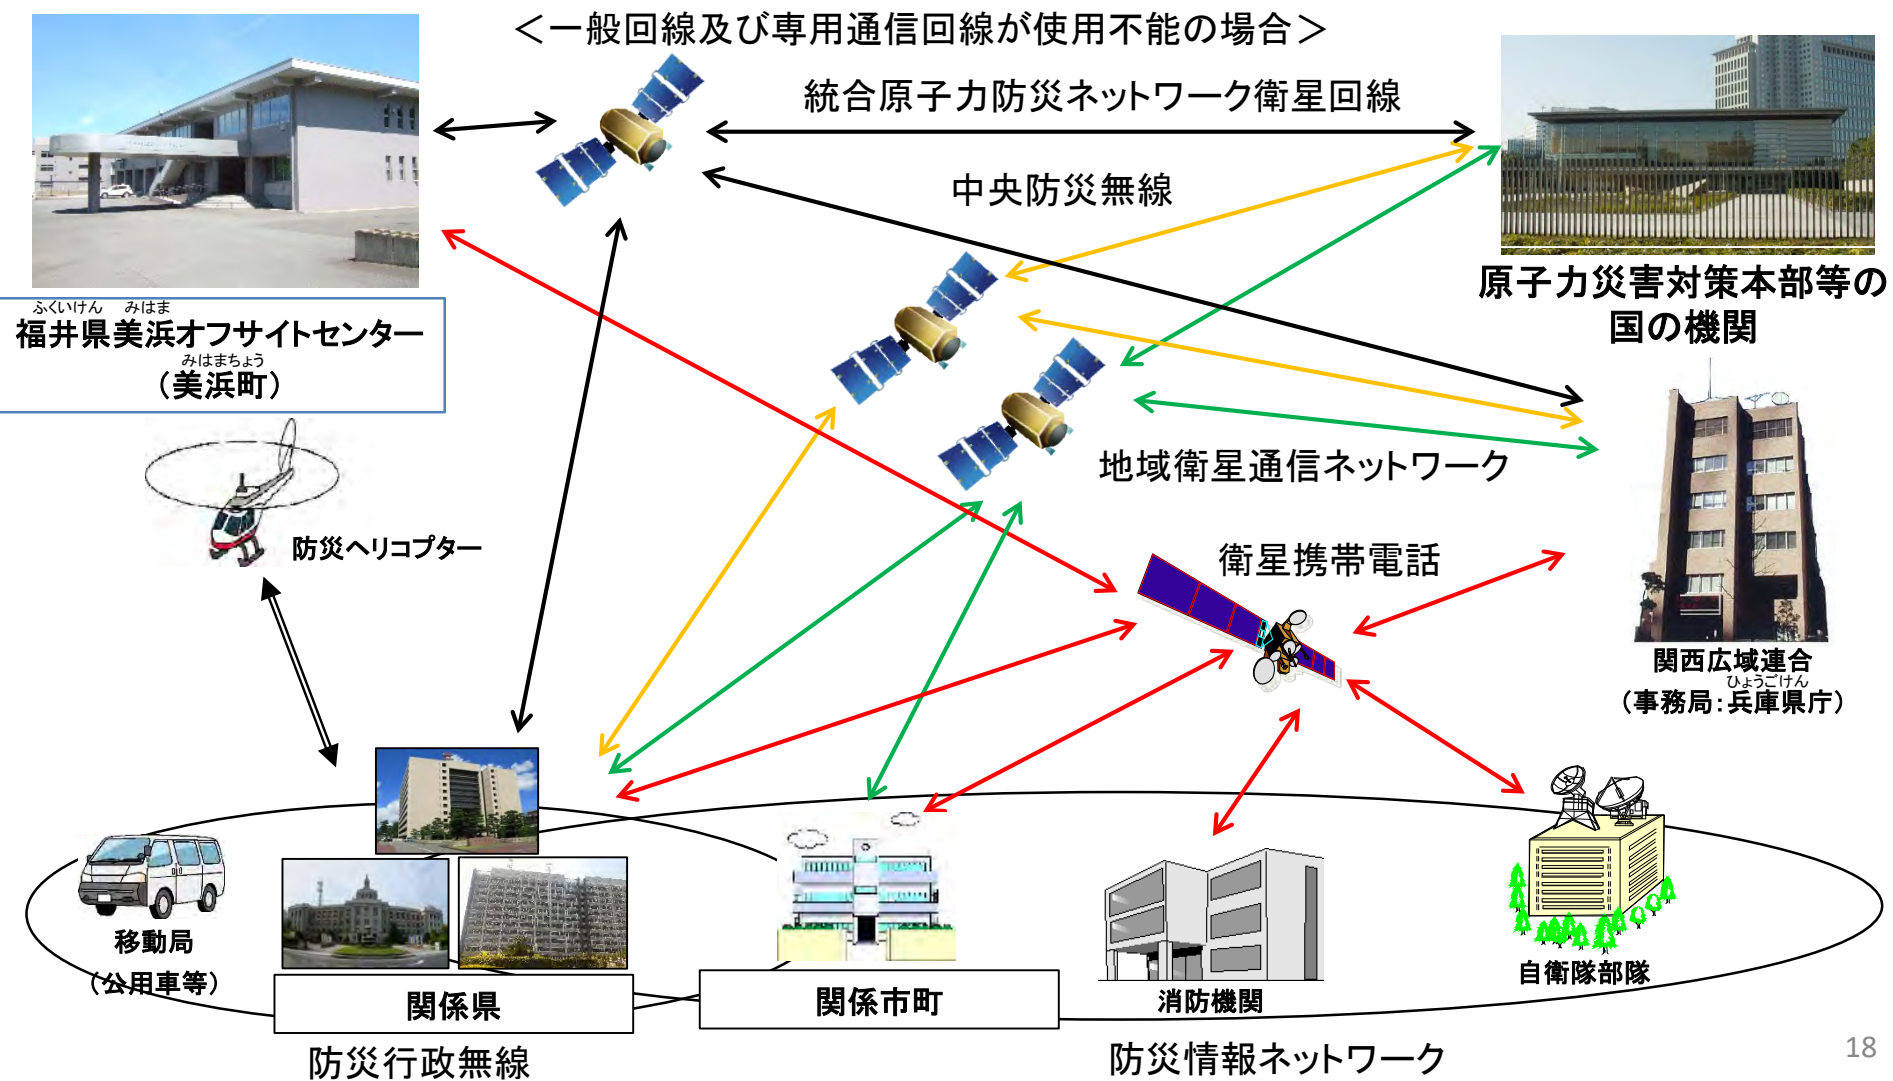 ＜一般回線及び専用通信回線が使用不能の場合＞
統合原子力防災ネットワーク衛星回線
中央防災無線
原子力災害対策本部等の
国の機関
ふくいけん みはま
福井県美浜オフサイトセンター
みはまちょう
（美浜町）
地域衛星通信ネットワーク
防災ヘリコプター
衛星携帯電話
関西広域連合
ひょうごけん
（事務局：兵庫県庁）
移動局
（公用車等）
関係県
関係市町
消防機関
自衛隊部隊
防災行政無線
防災情報ネットワーク
18